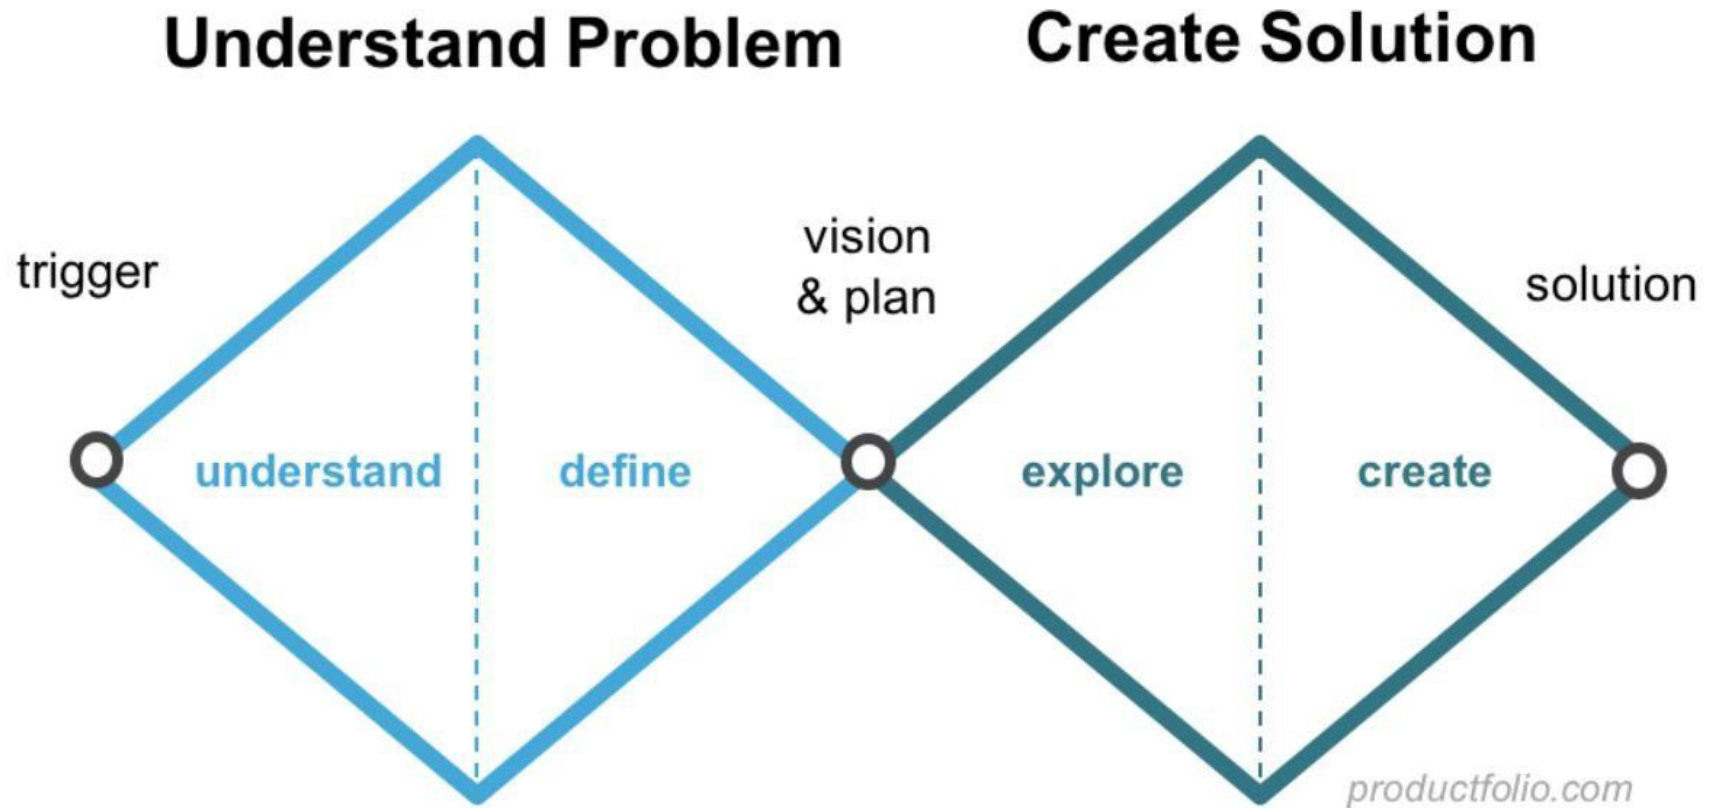 Understand Problem
Create Solution
trigger
vision
& plan
solution
understand
define
explore
create
productfolio.com